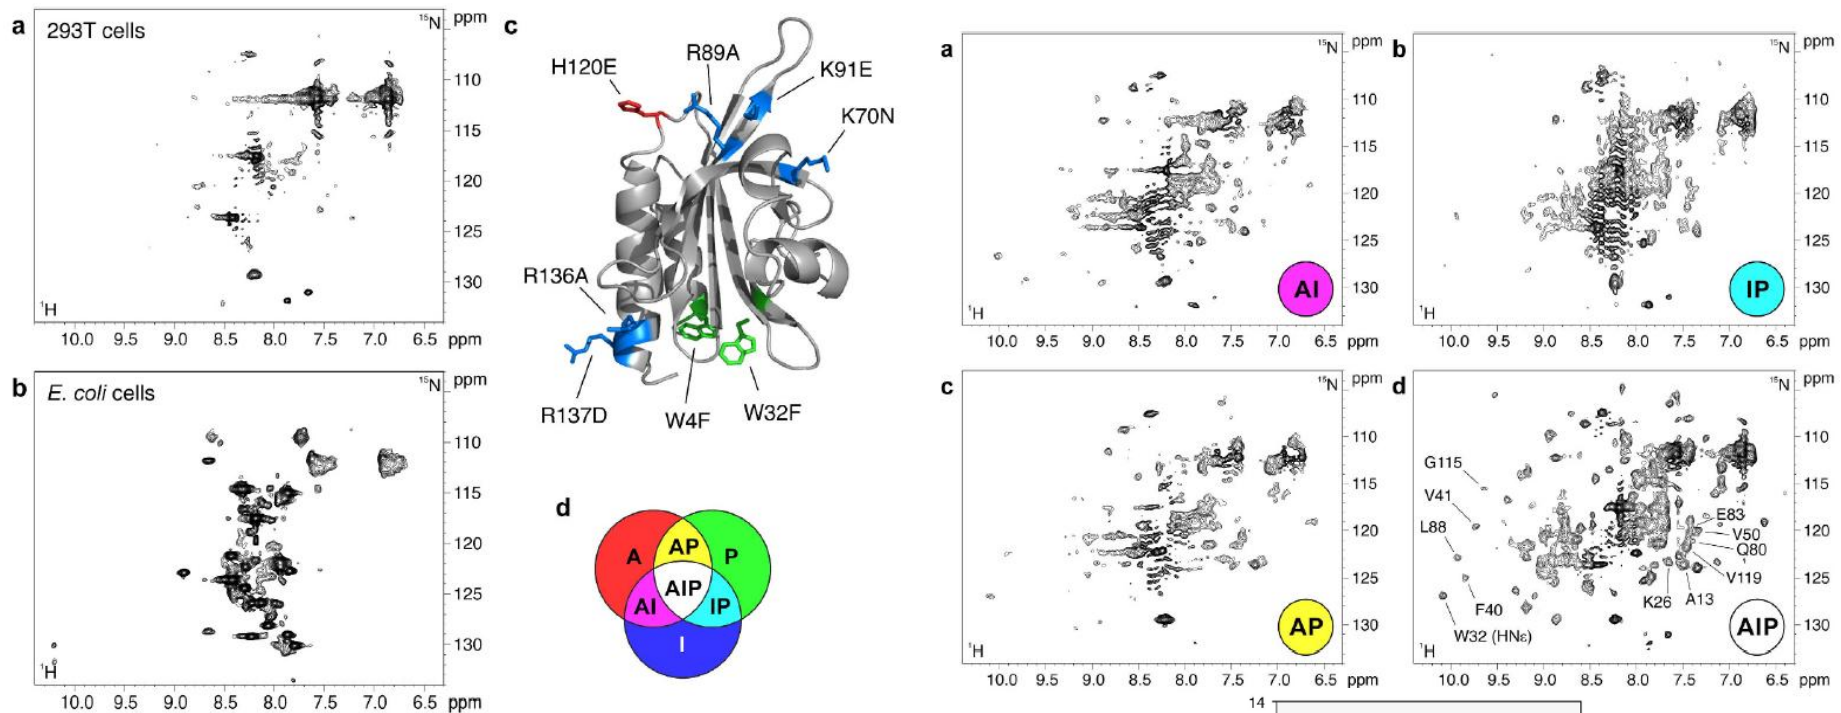 a
293T cells
15N
ppm
110
115
120
125
130
1H
10.0 9.5 9.0 8.5 8.0 7.5 7.0 6.5 ppm
b
E. coli cells
15N
ppm
110
115
120
125
130
1H
10.0 9.5 9.0 8.5 8.0 7.5 7.0 6.5 ppm
c
H120E
R89A
K91E
K70N
R136A
R137D
W4F
W32F
d
A
AP
P
AIP
AI
IP
I
a
15N
ppm
110
115
120
125
130
AI
1H
10.0 9.5 9.0 8.5 8.0 7.5 7.0 6.5 ppm
b
15N
ppm
110
115
120
125
130
IP
1H
10.0 9.5 9.0 8.5 8.0 7.5 7.0 6.5 ppm
c
15N
ppm
110
115
120
125
130
AP
1H
10.0 9.5 9.0 8.5 8.0 7.5 7.0 6.5 ppm
d
15N
ppm
110
115
120
125
130
G115
V41
L88
F40
W32 (HNε)
E83
V50
Q80
V119
A13
K26
AIP
1H
10.0 9.5 9.0 8.5 8.0 7.5 7.0 6.5 ppm
14